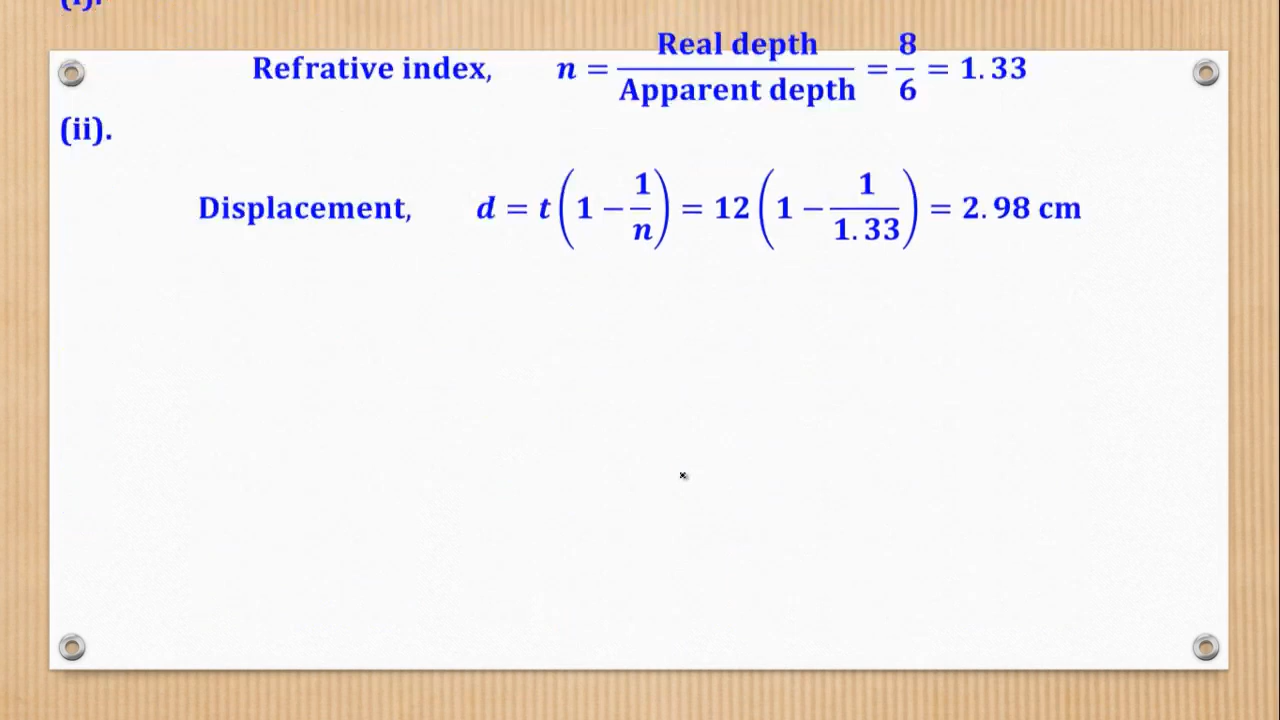 (i).
Refrative index, n = Real depth / Apparent depth = 8/6 = 1.33
(ii).
Displacement, d = t(1 − 1/n) = 12(1 − 1/1.33) = 2.98 cm